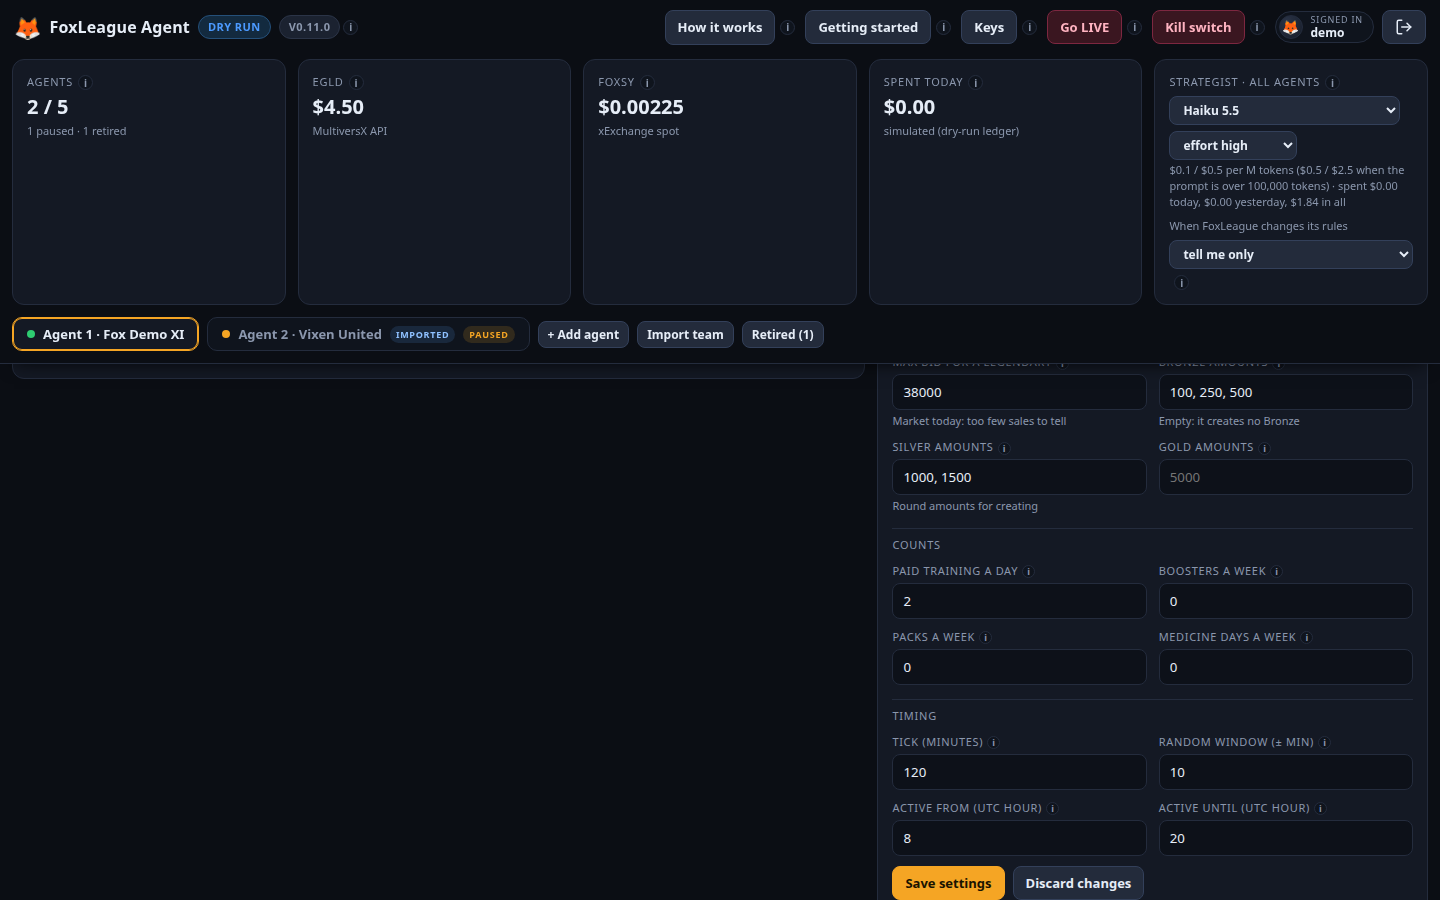 FoxLeague Agent
DRY RUN
V0.11.0
How it works
Getting started
Keys
Go LIVE
Kill switch
SIGNED IN
demo
AGENTS
2 / 5
1 paused · 1 retired
EGLD
$4.50
MultiversX API
FOXSY
$0.00225
xExchange spot
SPENT TODAY
$0.00
simulated (dry-run ledger)
STRATEGIST · ALL AGENTS
Haiku 5.5
effort high
$0.1 / $0.5 per M tokens ($0.5 / $2.5 when the
prompt is over 100,000 tokens) · spent $0.00
today, $0.00 yesterday, $1.84 in all
When FoxLeague changes its rules
tell me only
Agent 1 · Fox Demo XI
Agent 2 · Vixen United
IMPORTED
PAUSED
+ Add agent
Import team
Retired (1)
MAX BID FOR A LEGENDARY
BRONZE AMOUNTS
38000
100, 250, 500
Market today: too few sales to tell
Empty: it creates no Bronze
SILVER AMOUNTS
GOLD AMOUNTS
1000, 1500
5000
Round amounts for creating
COUNTS
PAID TRAINING A DAY
BOOSTERS A WEEK
2
0
PACKS A WEEK
MEDICINE DAYS A WEEK
0
0
TIMING
TICK (MINUTES)
RANDOM WINDOW (± MIN)
120
10
ACTIVE FROM (UTC HOUR)
ACTIVE UNTIL (UTC HOUR)
8
20
Save settings
Discard changes